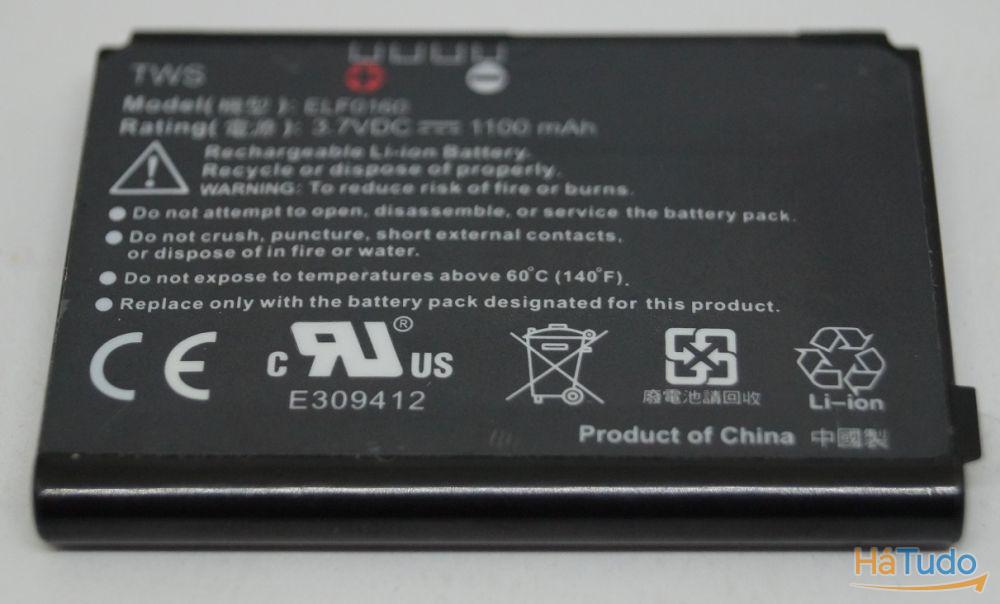 TWS
Model(機型): ELF0160
Rating(電源): 3.7VDC 1100 mAh
Rechargeable Li-ion Battery.
Recycle or dispose of properly.
WARNING: To reduce risk of fire or burns.
● Do not attempt to open, disassemble, or service the battery pack.
● Do not crush, puncture, short external contacts,
or dispose of in fire or water.
● Do not expose to temperatures above 60°C (140°F).
● Replace only with the battery pack designated for this product.
CE
C RU® US
E309412
廢電池請回收
Li-ion
Product of China 中國製
HáTudo